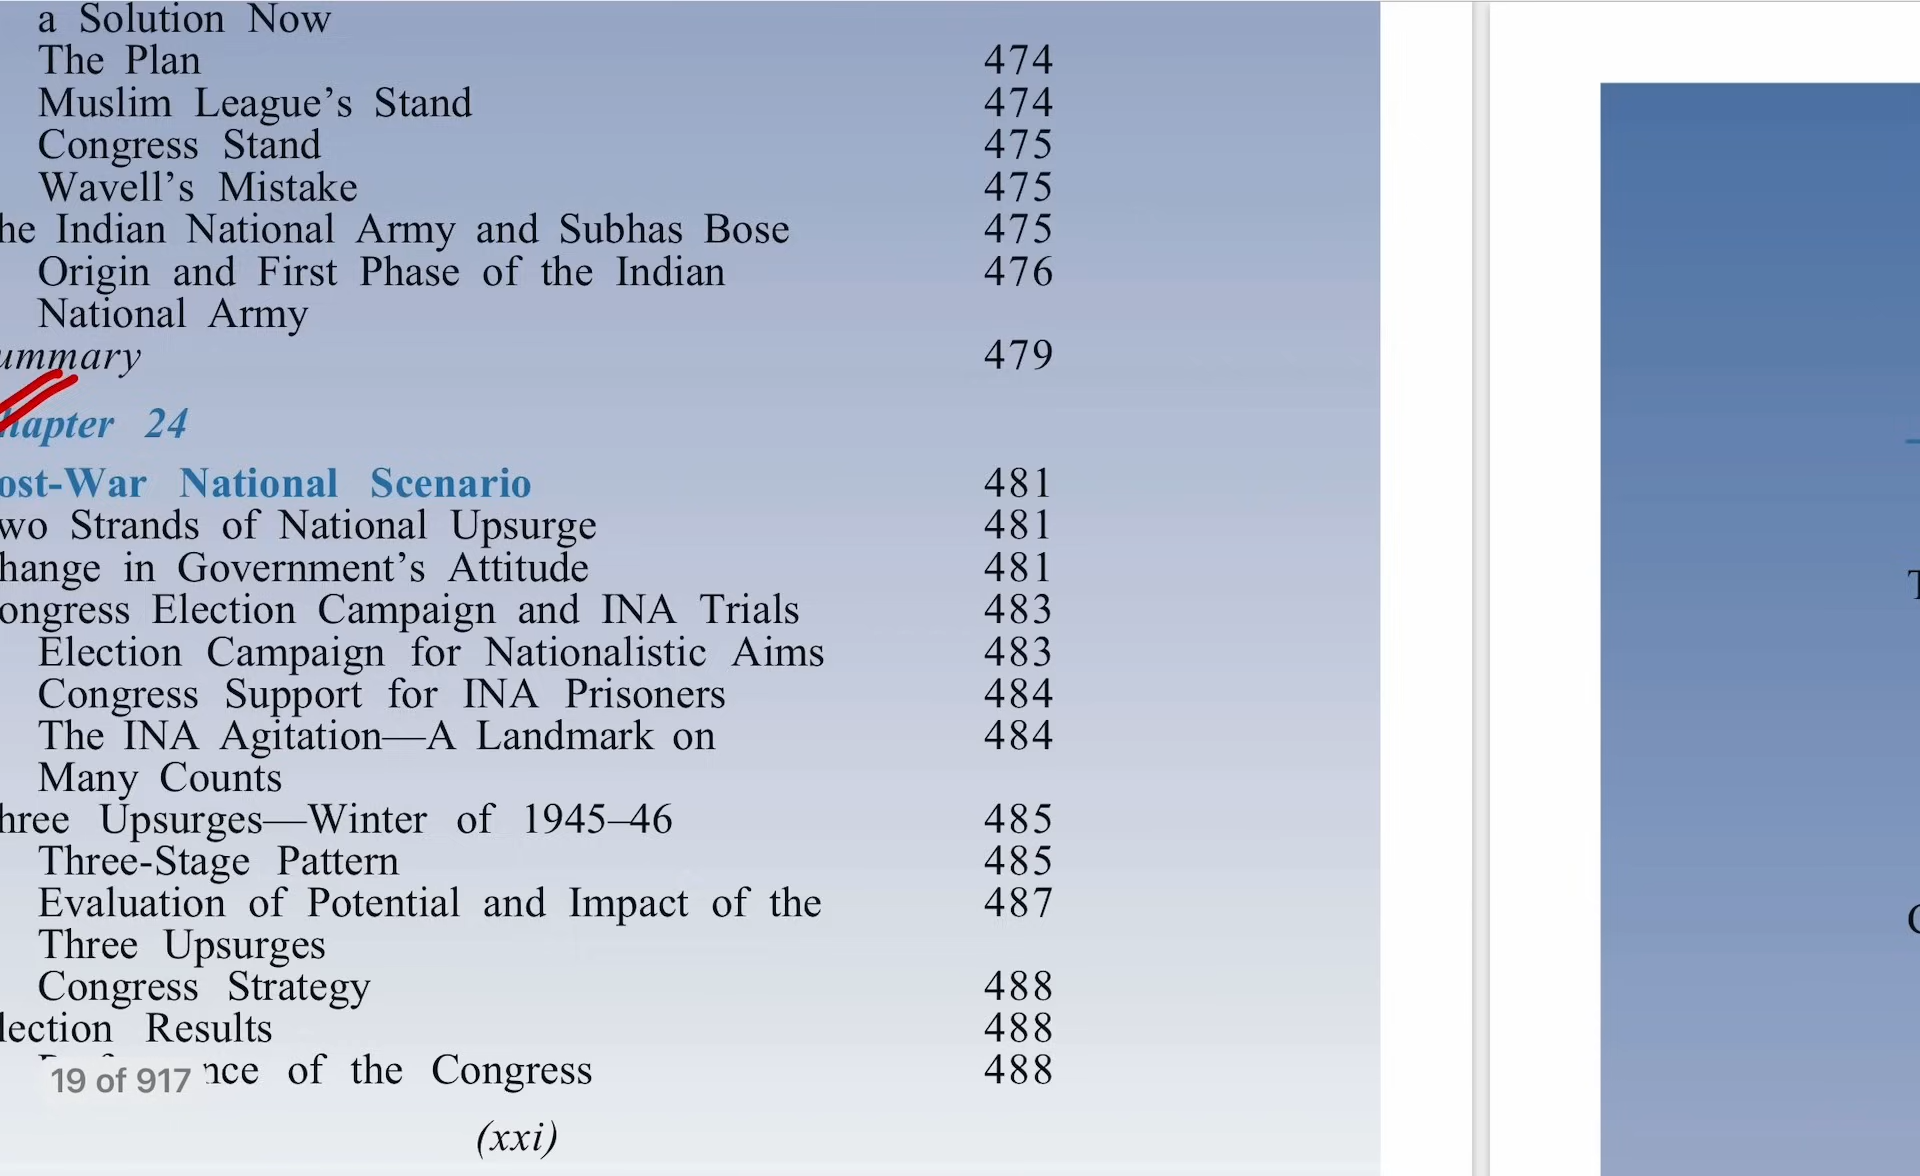 a Solution Now
The Plan 474
Muslim League’s Stand 474
Congress Stand 475
Wavell’s Mistake 475
he Indian National Army and Subhas Bose 475
Origin and First Phase of the Indian 476
National Army
ummary 479
hapter 24
ost-War National Scenario 481
wo Strands of National Upsurge 481
hange in Government’s Attitude 481
ongress Election Campaign and INA Trials 483
Election Campaign for Nationalistic Aims 483
Congress Support for INA Prisoners 484
The INA Agitation—A Landmark on 484
Many Counts
hree Upsurges—Winter of 1945–46 485
Three-Stage Pattern 485
Evaluation of Potential and Impact of the 487
Three Upsurges
Congress Strategy 488
lection Results 488
nce of the Congress 488
19 of 917
(xxi)